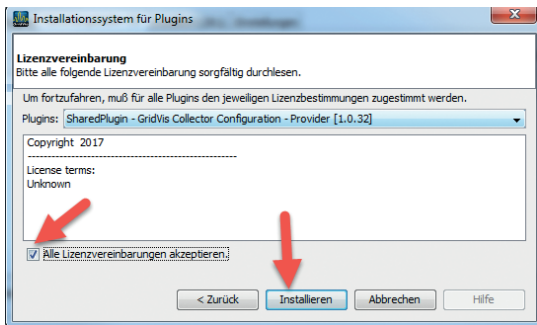 Installationssystem für Plugins
Lizenzvereinbarung
Bitte alle folgende Lizenzvereinbarung sorgfältig durchlesen.
Um fortzufahren, muß für alle Plugins den jeweiligen Lizenzbestimmungen zugestimmt werden.
Plugins: SharedPlugin - GridVis Collector Configuration - Provider [1.0.32]
Copyright 2017
----------------------------------------------------
License terms:
Unknown
Alle Lizenzvereinbarungen akzeptieren.
< Zurück Installieren Abbrechen Hilfe